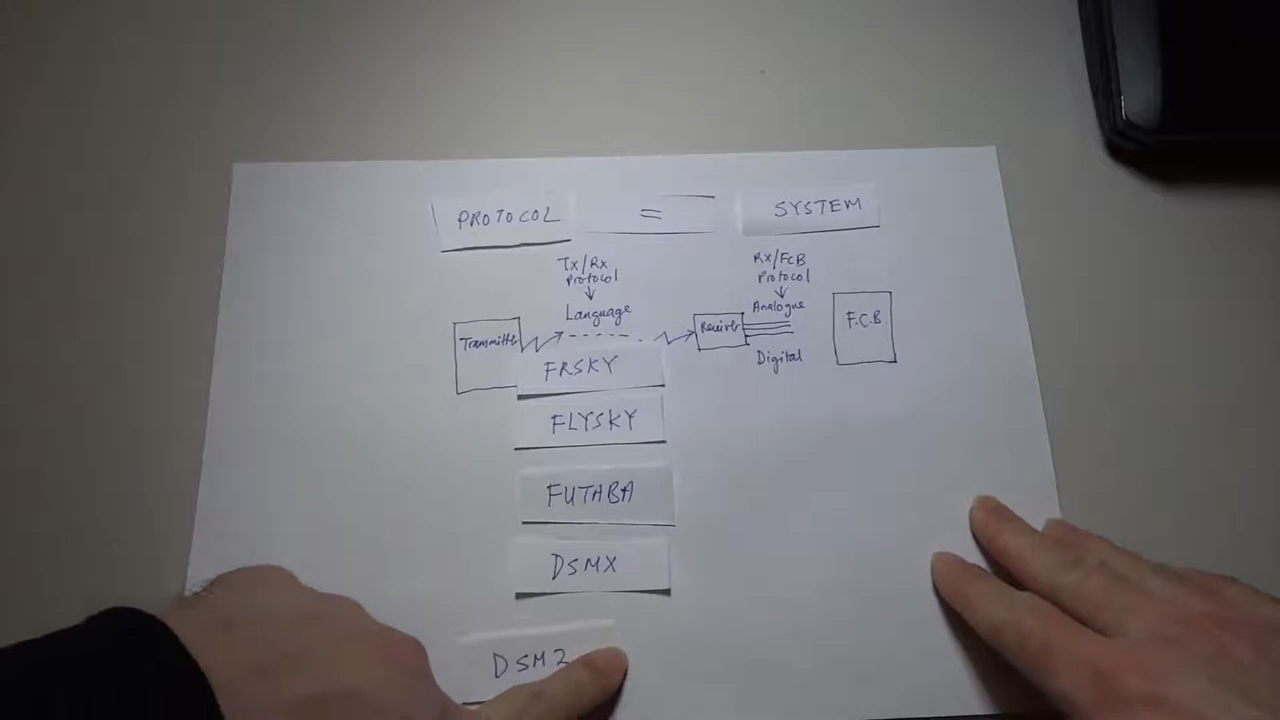 PROTOCOL = SYSTEM
Tx/Rx
Protocol
Language
Rx/FCB
Protocol
Analogue
Transmitter
Receiver
Digital
F.C.B
FRSKY
FLYSKY
FUTABA
DSMX
DSM2